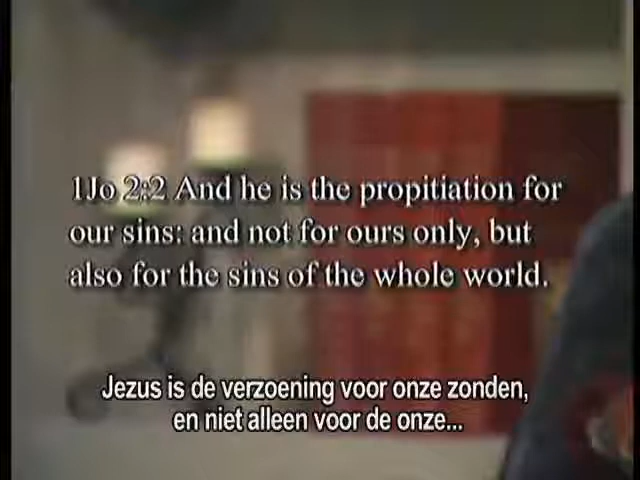 1Jo 2:2 And he is the propitiation for
our sins: and not for ours only, but
also for the sins of the whole world.
Jezus is de verzoening voor onze zonden,
en niet alleen voor de onze...